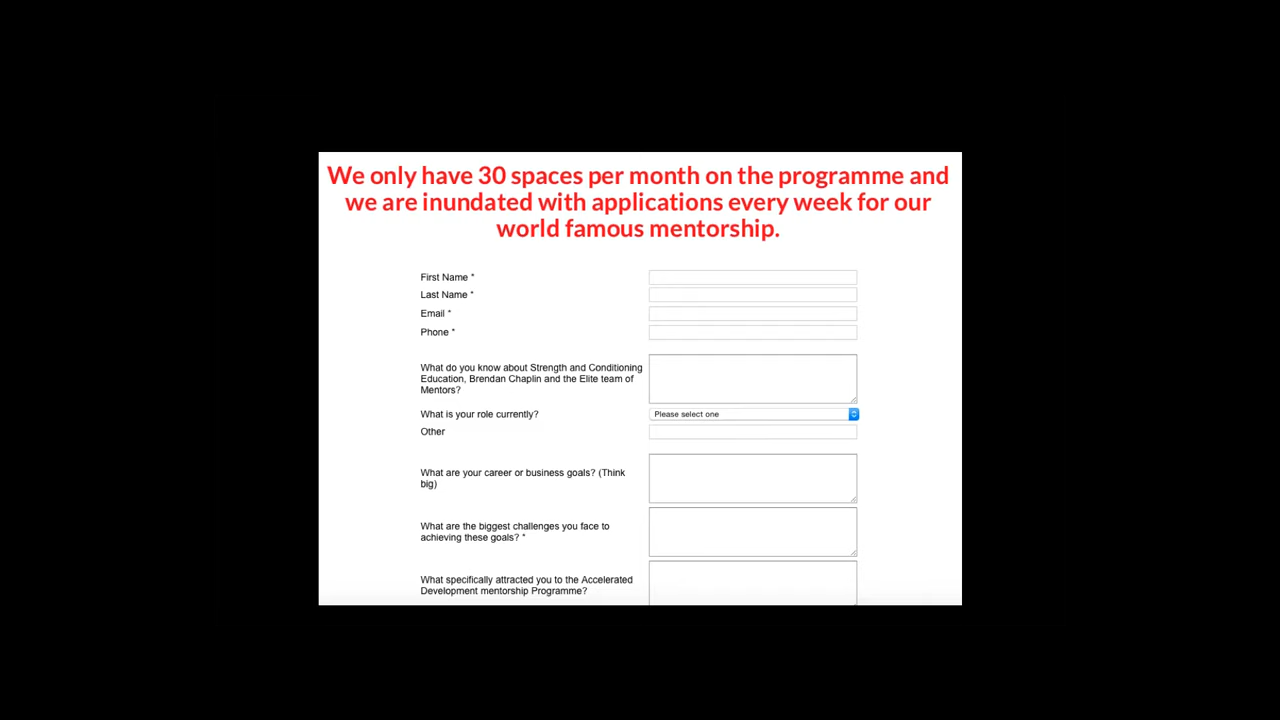 We only have 30 spaces per month on the programme and
we are inundated with applications every week for our
world famous mentorship.
First Name *
Last Name *
Email *
Phone *
What do you know about Strength and Conditioning
Education, Brendan Chaplin and the Elite team of
Mentors?
What is your role currently?
Please select one
Other
What are your career or business goals? (Think
big)
What are the biggest challenges you face to
achieving these goals? *
What specifically attracted you to the Accelerated
Development mentorship Programme?